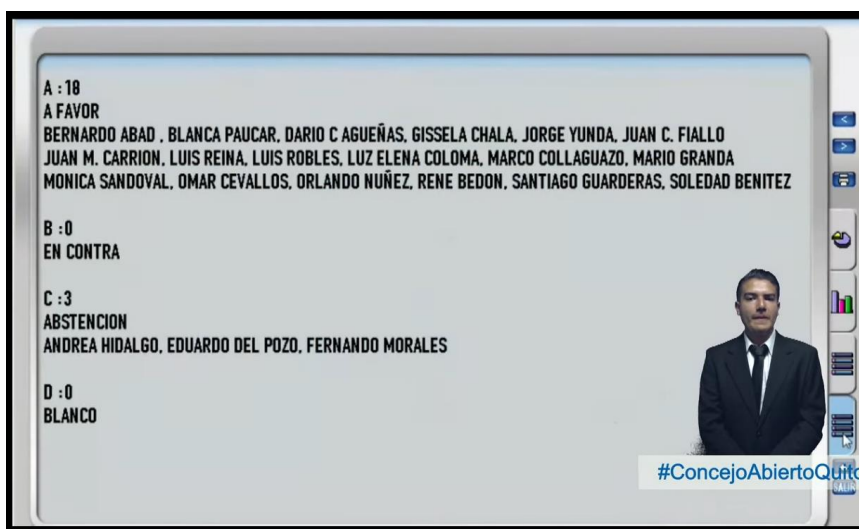 A : 18
A FAVOR
BERNARDO ABAD , BLANCA PAUCAR, DARIO C AGUEÑAS, GISSELA CHALA, JORGE YUNDA, JUAN C. FIALLO
JUAN M. CARRION, LUIS REINA, LUIS ROBLES, LUZ ELENA COLOMA, MARCO COLLAGUAZO, MARIO GRANDA
MONICA SANDOVAL, OMAR CEVALLOS, ORLANDO NUÑEZ, RENE BEDON, SANTIAGO GUARDERAS, SOLEDAD BENITEZ
B :0
EN CONTRA
C :3
ABSTENCION
ANDREA HIDALGO, EDUARDO DEL POZO, FERNANDO MORALES
D :0
BLANCO
#ConcejoAbiertoQuito
SALIR